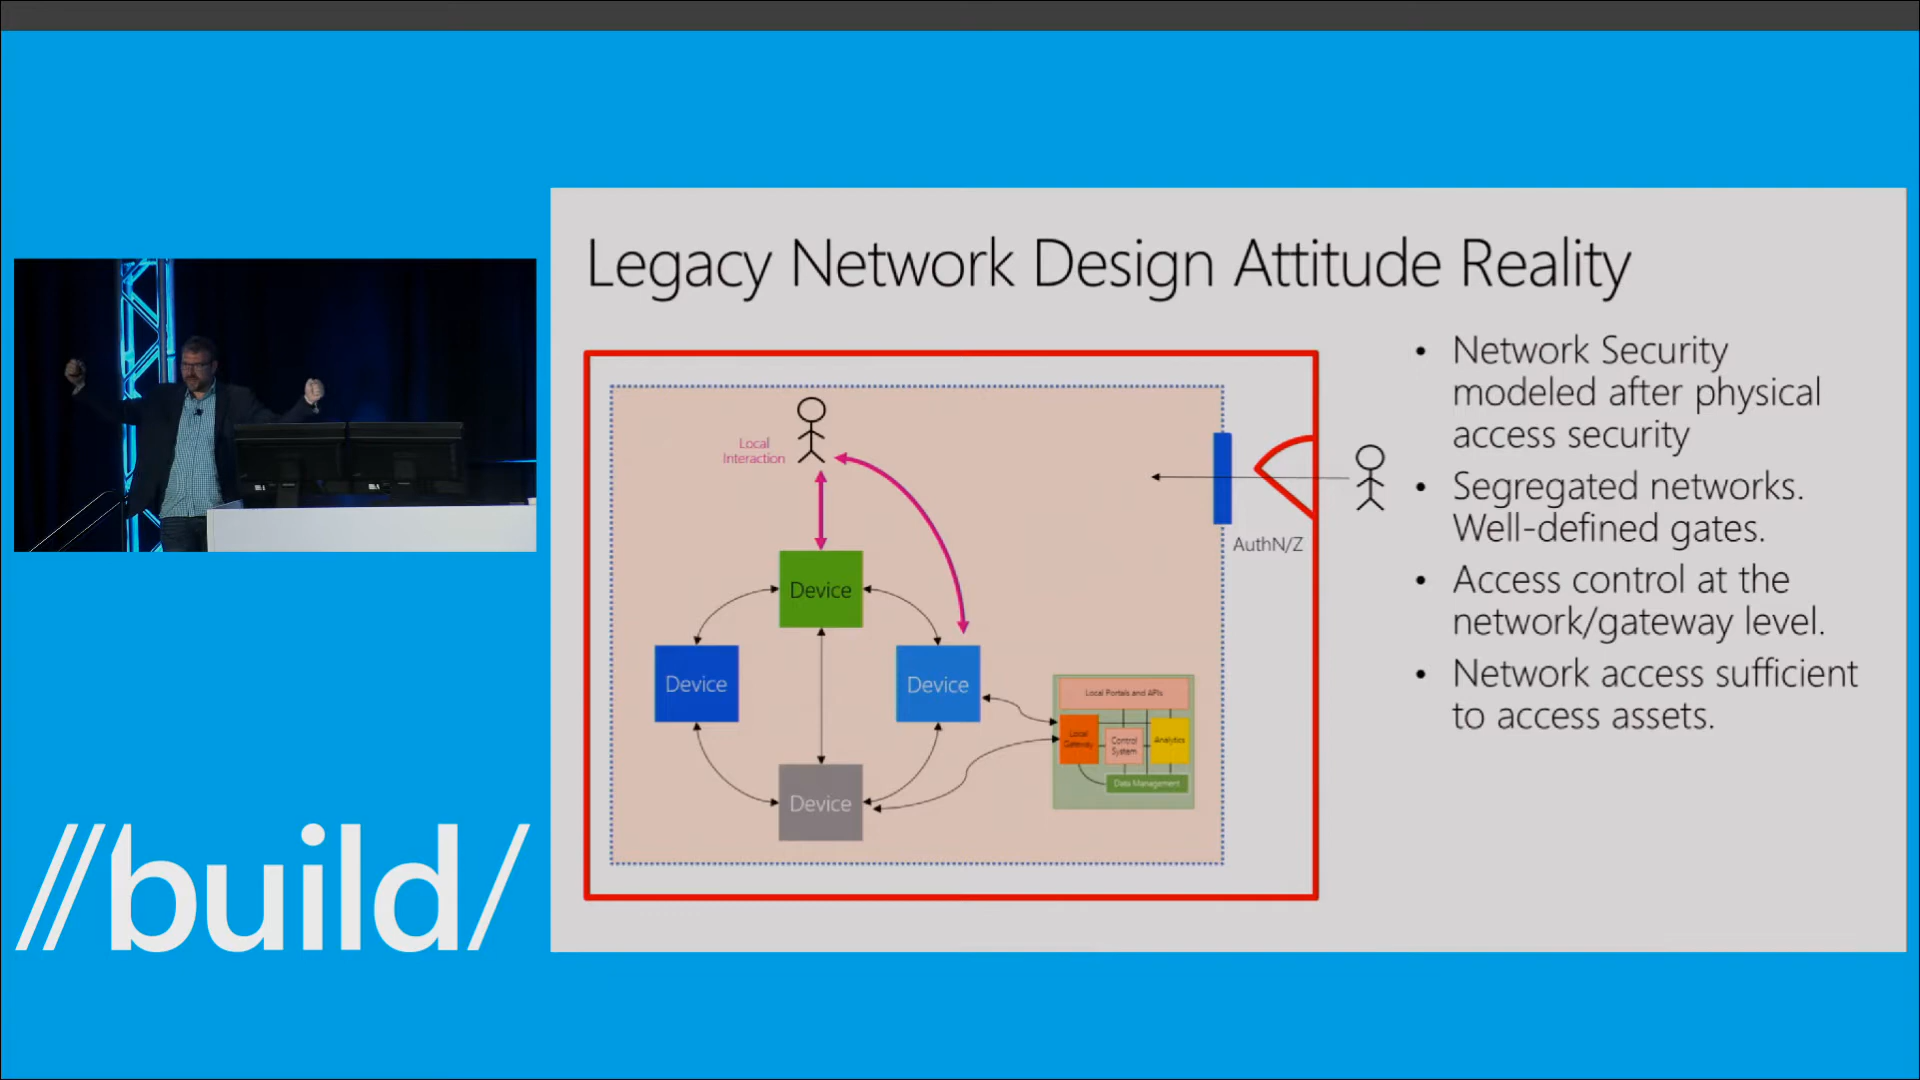 Legacy Network Design Attitude Reality
Local
Interaction
Device
Device
Device
Device
Local Portals and APIs
Local
Gateway
Control
System
Analytics
Data Management
AuthN/Z
• Network Security
modeled after physical
access security
• Segregated networks.
Well-defined gates.
• Access control at the
network/gateway level.
• Network access sufficient
to access assets.
//build/